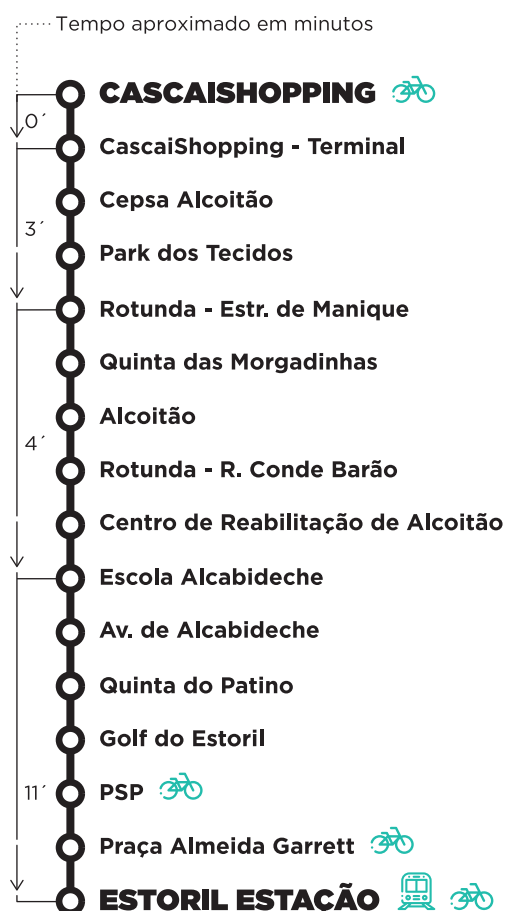 Tempo aproximado em minutos
CASCAISHOPPING
0´
CascaiShopping - Terminal
Cepsa Alcoitão
3´
Park dos Tecidos
Rotunda - Estr. de Manique
Quinta das Morgadinhas
Alcoitão
4´
Rotunda - R. Conde Barão
Centro de Reabilitação de Alcoitão
Escola Alcabideche
Av. de Alcabideche
Quinta do Patino
Golf do Estoril
11´
PSP
Praça Almeida Garrett
ESTORIL ESTAÇÃO